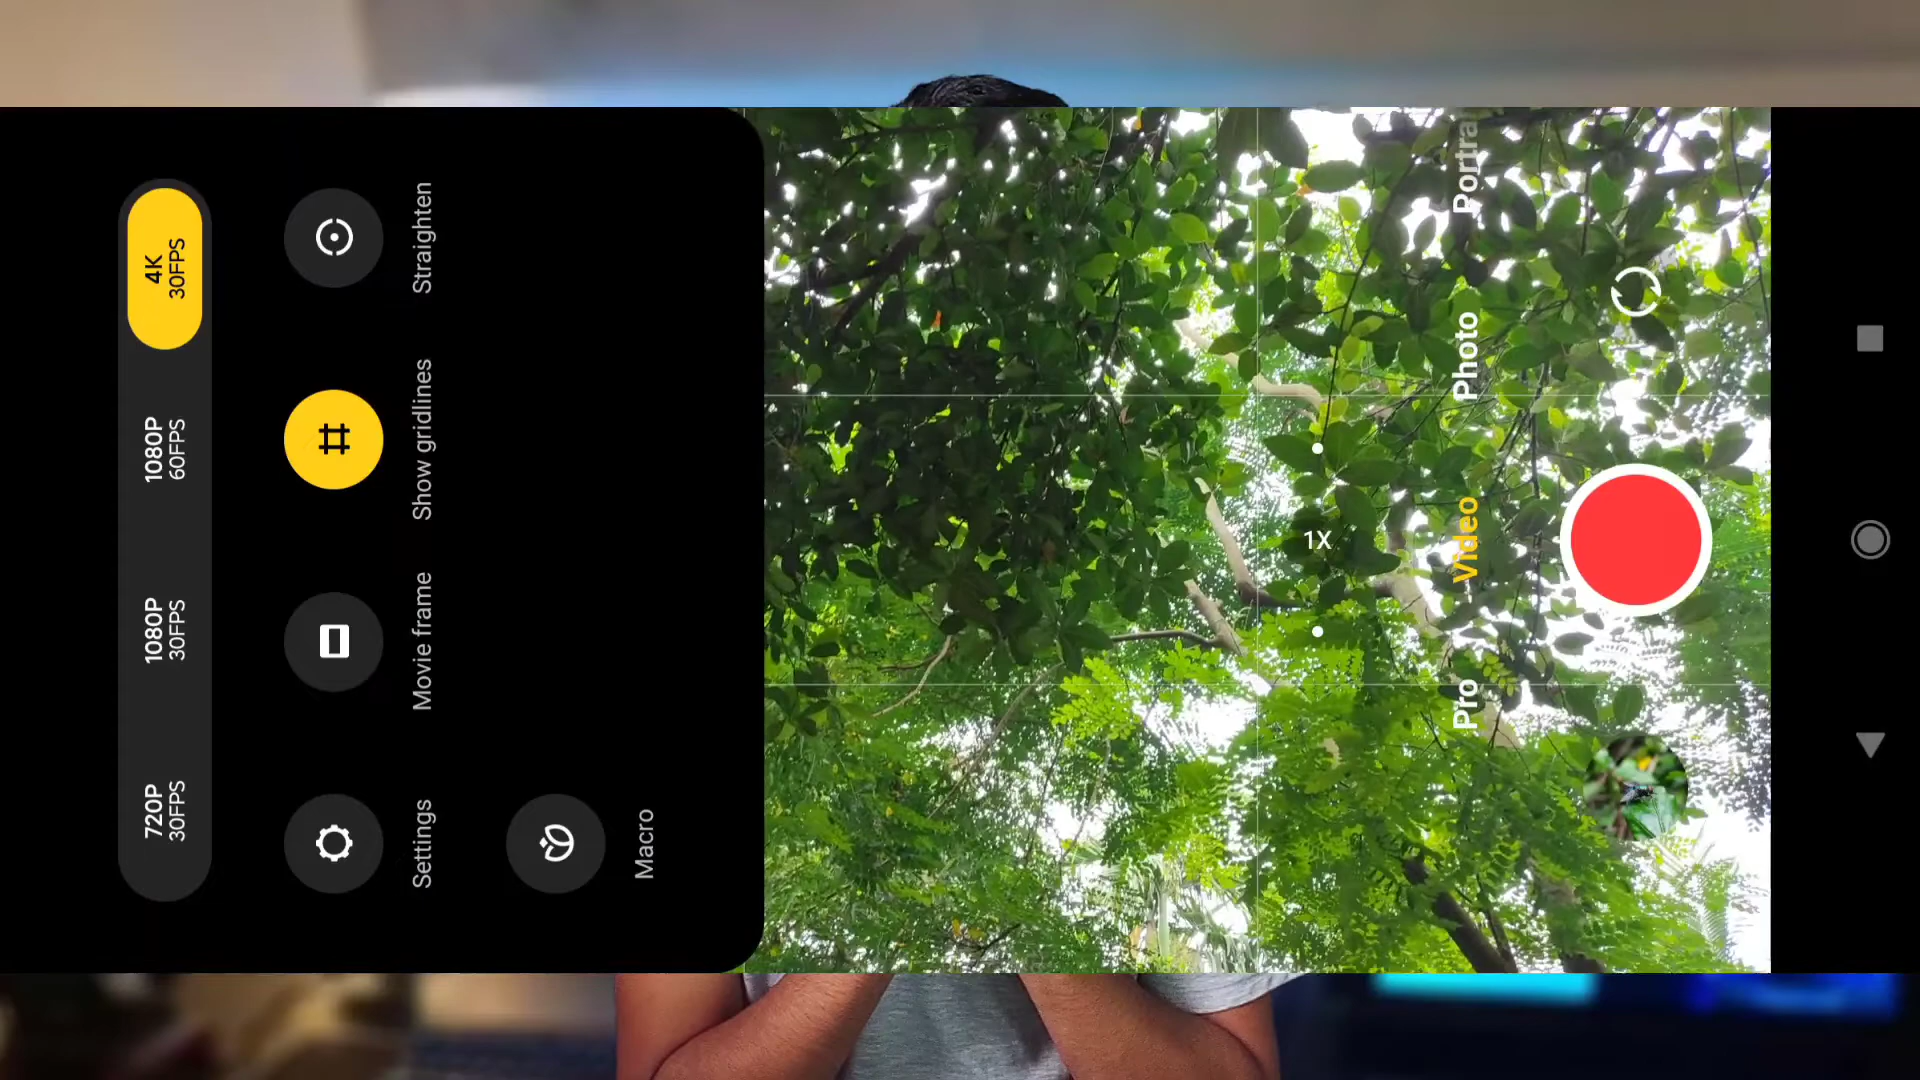 720P
30FPS
1080P
30FPS
1080P
60FPS
4K
30FPS
Settings
Movie frame
Show gridlines
Straighten
Macro
1X
Pro
Video
Photo
Portra